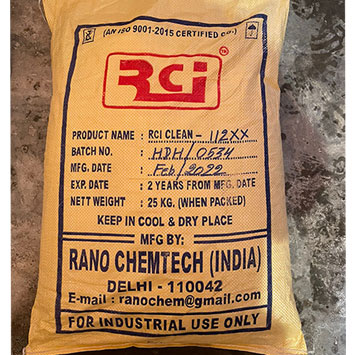 (AN ISO 9001-2015 CERTIFIED CO.)
RCi
TM
PRODUCT NAME : RCI CLEAN - 112XX
BATCH NO. : HDH/0534
MFG. DATE : Feb/2022
EXP. DATE : 2 YEARS FROM MFG. DATE
NETT WEIGHT : 25 KG. (WHEN PACKED)
KEEP IN COOL & DRY PLACE
MFG BY:
RANO CHEMTECH (INDIA)
DELHI - 110042
E-mail : ranochem@gmail.com
FOR INDUSTRIAL USE ONLY